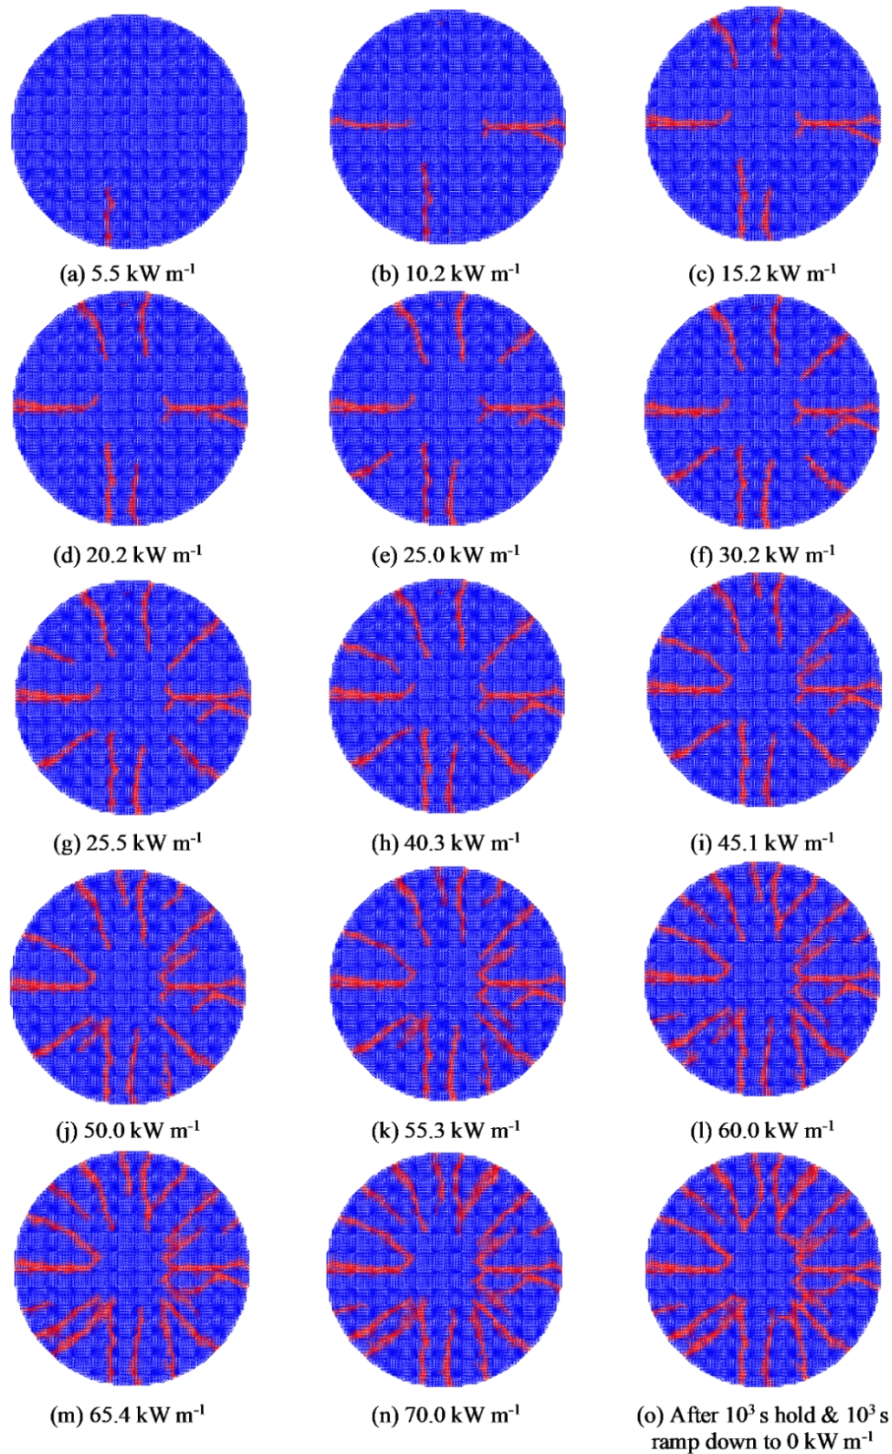 (a) 5.5 kW m⁻¹
(b) 10.2 kW m⁻¹
(c) 15.2 kW m⁻¹
(d) 20.2 kW m⁻¹
(e) 25.0 kW m⁻¹
(f) 30.2 kW m⁻¹
(g) 25.5 kW m⁻¹
(h) 40.3 kW m⁻¹
(i) 45.1 kW m⁻¹
(j) 50.0 kW m⁻¹
(k) 55.3 kW m⁻¹
(l) 60.0 kW m⁻¹
(m) 65.4 kW m⁻¹
(n) 70.0 kW m⁻¹
(o) After 10³ s hold & 10³ s
ramp down to 0 kW m⁻¹